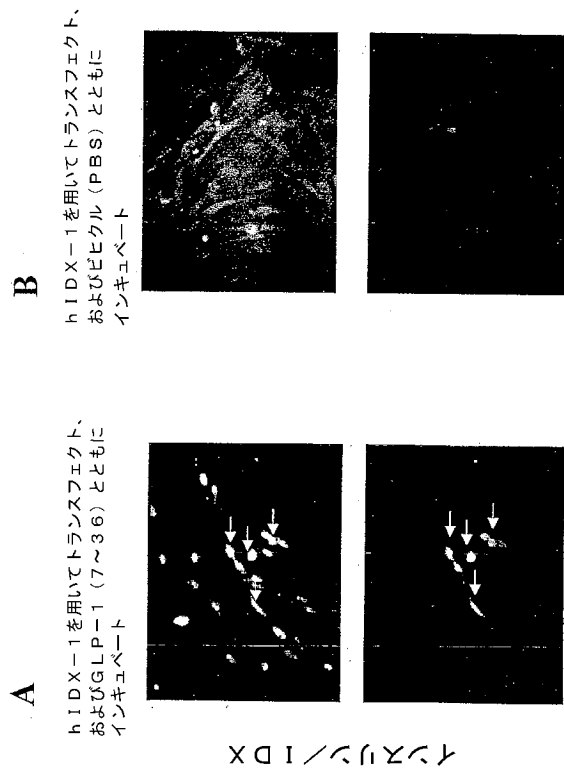 A
hIDX-1を用いてトランスフェクト、
およびGLP-1(7~36)とともに
インキュベート
B
hIDX-1を用いてトランスフェクト、
およびビヒクル(PBS)とともに
インキュベート
インスリン/IDX